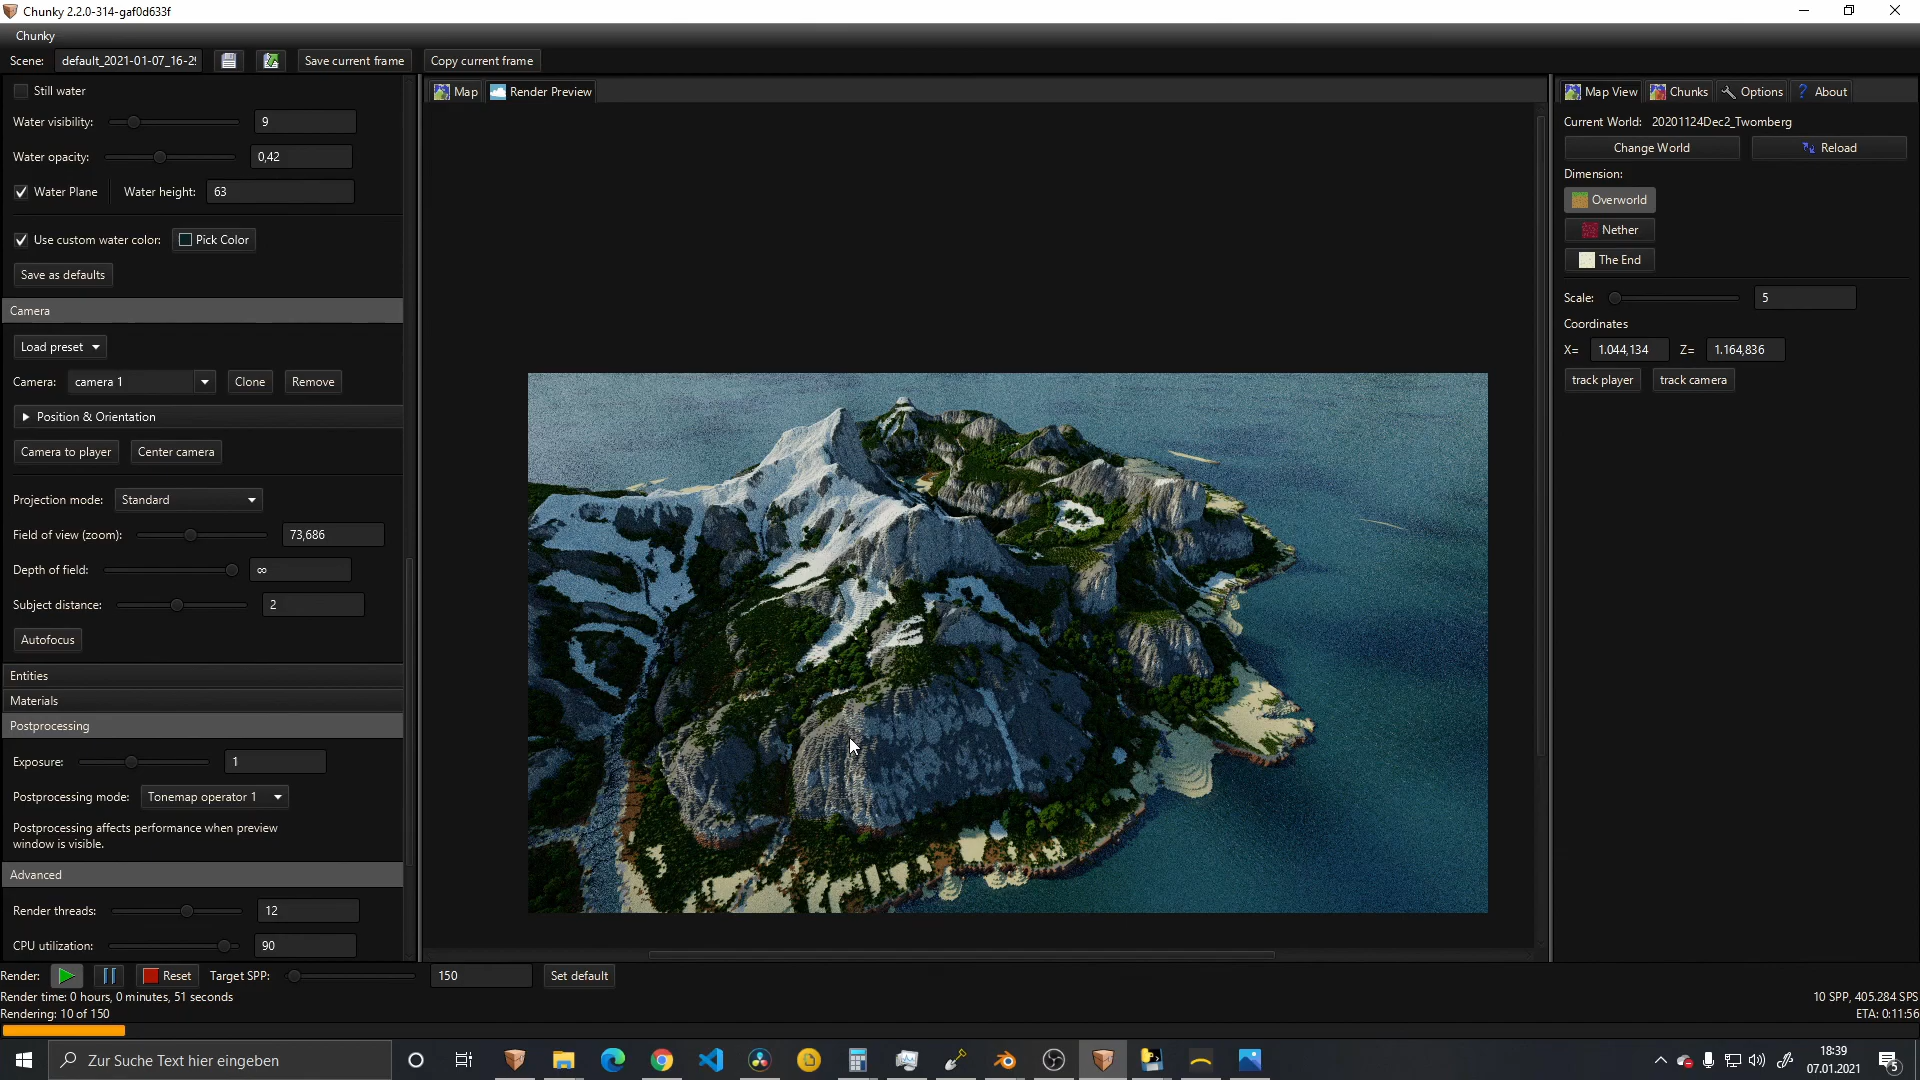 Chunky 2.2.0-314-gaf0d633f
Chunky
Scene: default_2021-01-07_16-29 Save current frame Copy current frame
Still water
Water visibility: 9
Water opacity: 0,42
Water Plane Water height: 63
Use custom water color: Pick Color
Save as defaults
Camera
Load preset
Camera: camera 1 Clone Remove
Position & Orientation
Camera to player Center camera
Projection mode: Standard
Field of view (zoom): 73,686
Depth of field: ∞
Subject distance: 2
Autofocus
Entities
Materials
Postprocessing
Exposure: 1
Postprocessing mode: Tonemap operator 1
Postprocessing affects performance when preview
window is visible.
Advanced
Render threads: 12
CPU utilization: 90
Map Render Preview
Map View Chunks Options ? About
Current World: 20201124Dec2_Twomberg
Change World Reload
Dimension:
Overworld
Nether
The End
Scale: 5
Coordinates
X= 1.044,134 Z= 1.164,836
track player track camera
Render: Reset Target SPP: 150 Set default
Render time: 0 hours, 0 minutes, 51 seconds
Rendering: 10 of 150
10 SPP, 405.284 SPS
ETA: 0:11:56
Zur Suche Text hier eingeben
18:39
07.01.2021
5